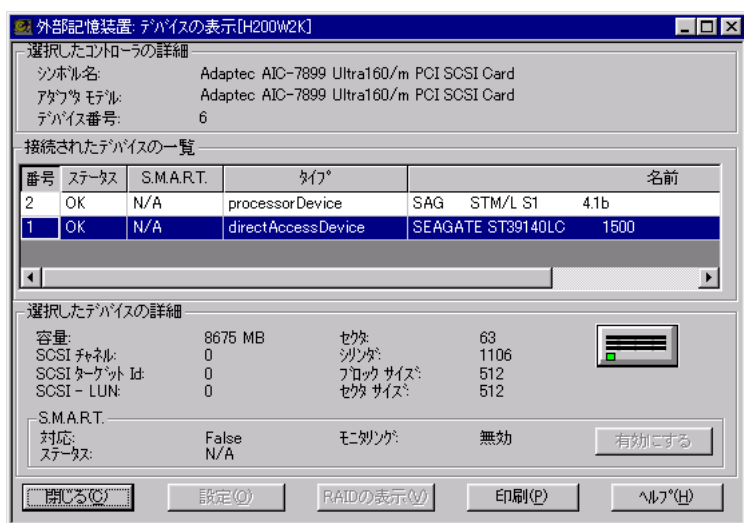 外部記憶装置: ﾃﾞﾊﾞｲｽの表示[H200W2K]
選択したｺﾝﾄﾛｰﾗの詳細
ｼﾝﾎﾞﾙ名: Adaptec AIC-7899 Ultra160/m PCI SCSI Card
ｱﾀﾞﾌﾟﾀ ﾓﾃﾞﾙ: Adaptec AIC-7899 Ultra160/m PCI SCSI Card
ﾃﾞﾊﾞｲｽ番号: 6
接続されたﾃﾞﾊﾞｲｽの一覧
番号 ｽﾃｰﾀｽ S.M.A.R.T. ﾀｲﾌﾟ 名前
2 OK N/A processorDevice SAG STM/L S1 4.1b
1 OK N/A directAccessDevice SEAGATE ST39140LC 1500
選択したﾃﾞﾊﾞｲｽの詳細
容量: 8675 MB ｾｸﾀ: 63
SCSI ﾁｬﾈﾙ: 0 ｼﾘﾝﾀﾞ: 1106
SCSI ﾀｰｹﾞｯﾄ Id: 0 ﾌﾞﾛｯｸ ｻｲｽﾞ: 512
SCSI - LUN: 0 ｾｸﾀ ｻｲｽﾞ: 512
S.M.A.R.T.
対応: False ﾓﾆﾀﾘﾝｸﾞ: 無効 有効にする
ｽﾃｰﾀｽ: N/A
閉じる(C) 設定(O) RAIDの表示(V) 印刷(P) ﾍﾙﾌﾟ(H)